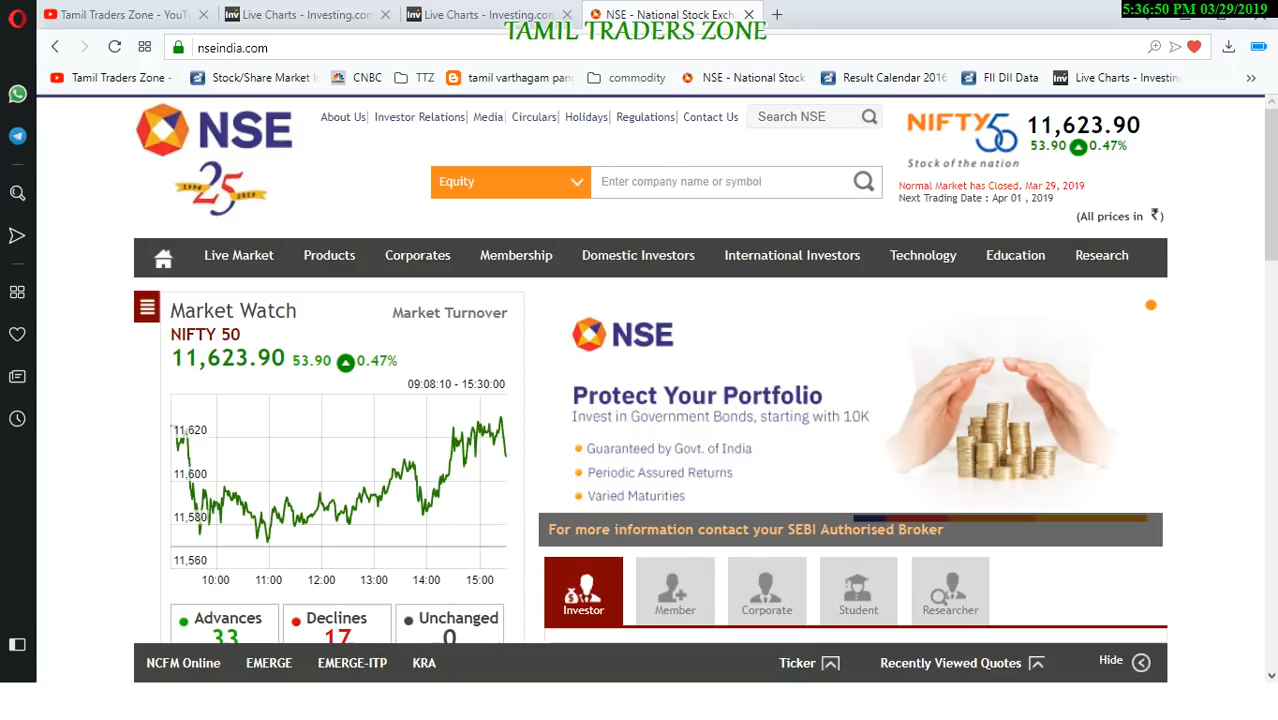 Tamil Traders Zone - YouT
Live Charts - Investing.com
Live Charts - Investing.com
NSE - National Stock Exch
5:36:50 PM 03/29/2019
TAMIL TRADERS ZONE
nseindia.com
Tamil Traders Zone -
Stock/Share Market
CNBC
TTZ
tamil varthagam pan
commodity
NSE - National Stock
Result Calendar 2016
FII DII Data
Live Charts - Investin
NSE
1994 25 2019
About Us| Investor Relations| Media| Circulars| Holidays| Regulations| Contact Us
Search NSE
Equity
Enter company name or symbol
NIFTY 50
Stock of the nation
11,623.90
53.90 0.47%
Normal Market has Closed. Mar 29, 2019
Next Trading Date : Apr 01 , 2019
(All prices in ₹)
Live Market Products Corporates Membership Domestic Investors International Investors Technology Education Research
Market Watch
Market Turnover
NIFTY 50
11,623.90 53.90 0.47%
09:08:10 - 15:30:00
11,620
11,600
11,580
11,560
10:00 11:00 12:00 13:00 14:00 15:00
Advances
33
Declines
17
Unchanged
0
NSE
Protect Your Portfolio
Invest in Government Bonds, starting with 10K
Guaranteed by Govt. of India
Periodic Assured Returns
Varied Maturities
For more information contact your SEBI Authorised Broker
Investor
Member
Corporate
Student
Researcher
NCFM Online EMERGE EMERGE-ITP KRA
Ticker
Recently Viewed Quotes
Hide